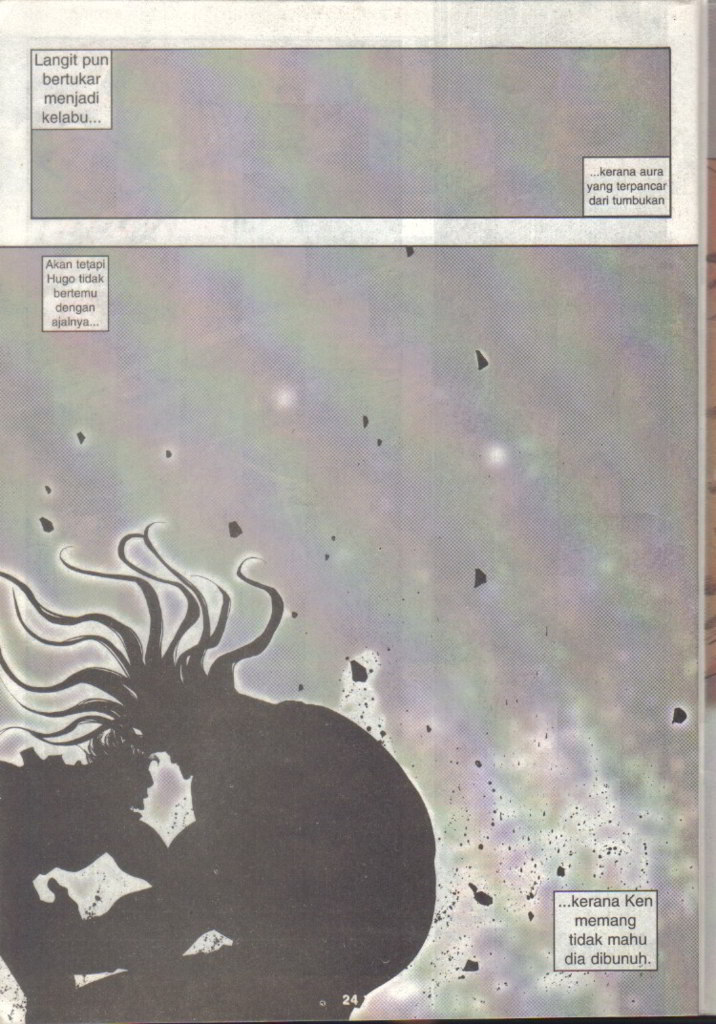 Langit pun
bertukar
menjadi
kelabu...
...kerana aura
yang terpancar
dari tumbukan
Akan tetapi
Hugo tidak
bertemu
dengan
ajalnya...
...kerana Ken
memang
tidak mahu
dia dibunuh.
24